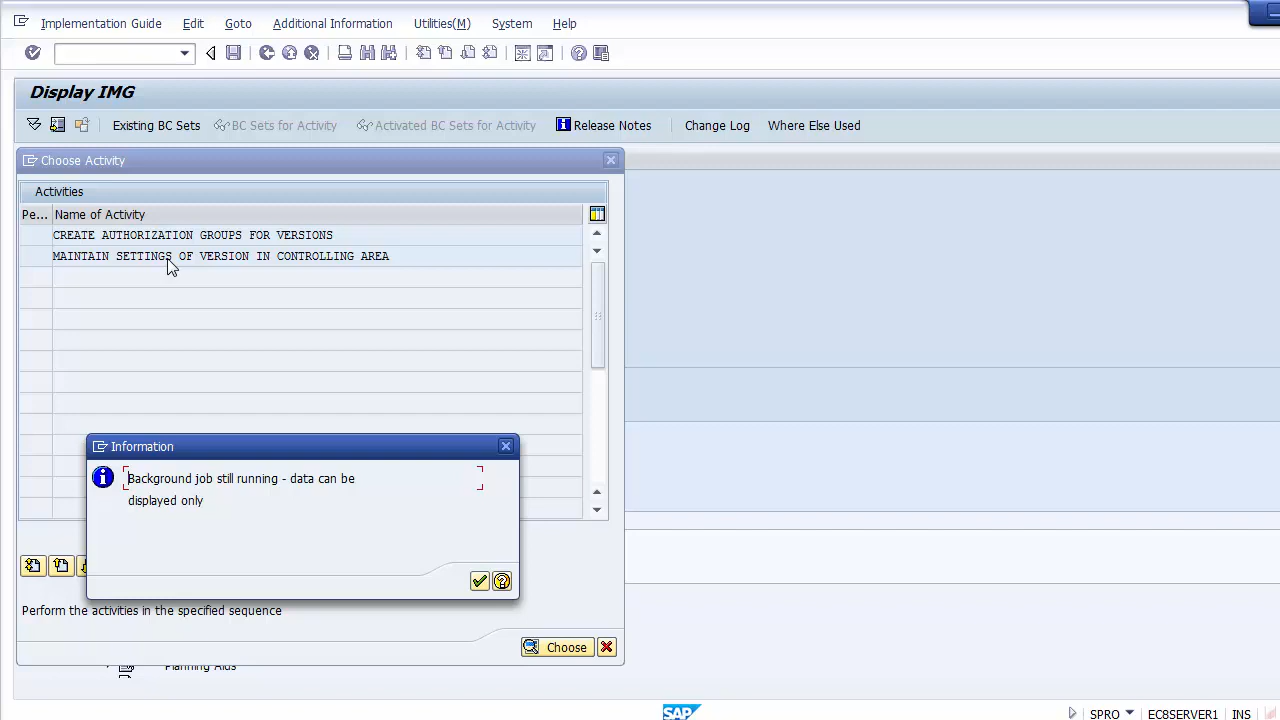 Implementation Guide Edit Goto Additional Information Utilities(M) System Help
Display IMG
Existing BC Sets BC Sets for Activity Activated BC Sets for Activity Release Notes Change Log Where Else Used
Choose Activity
Activities
Pe... Name of Activity
CREATE AUTHORIZATION GROUPS FOR VERSIONS
MAINTAIN SETTINGS OF VERSION IN CONTROLLING AREA
Information
Background job still running - data can be
displayed only
Perform the activities in the specified sequence
Choose
Planning Aids
SAP SPRO EC8SERVER1 INS